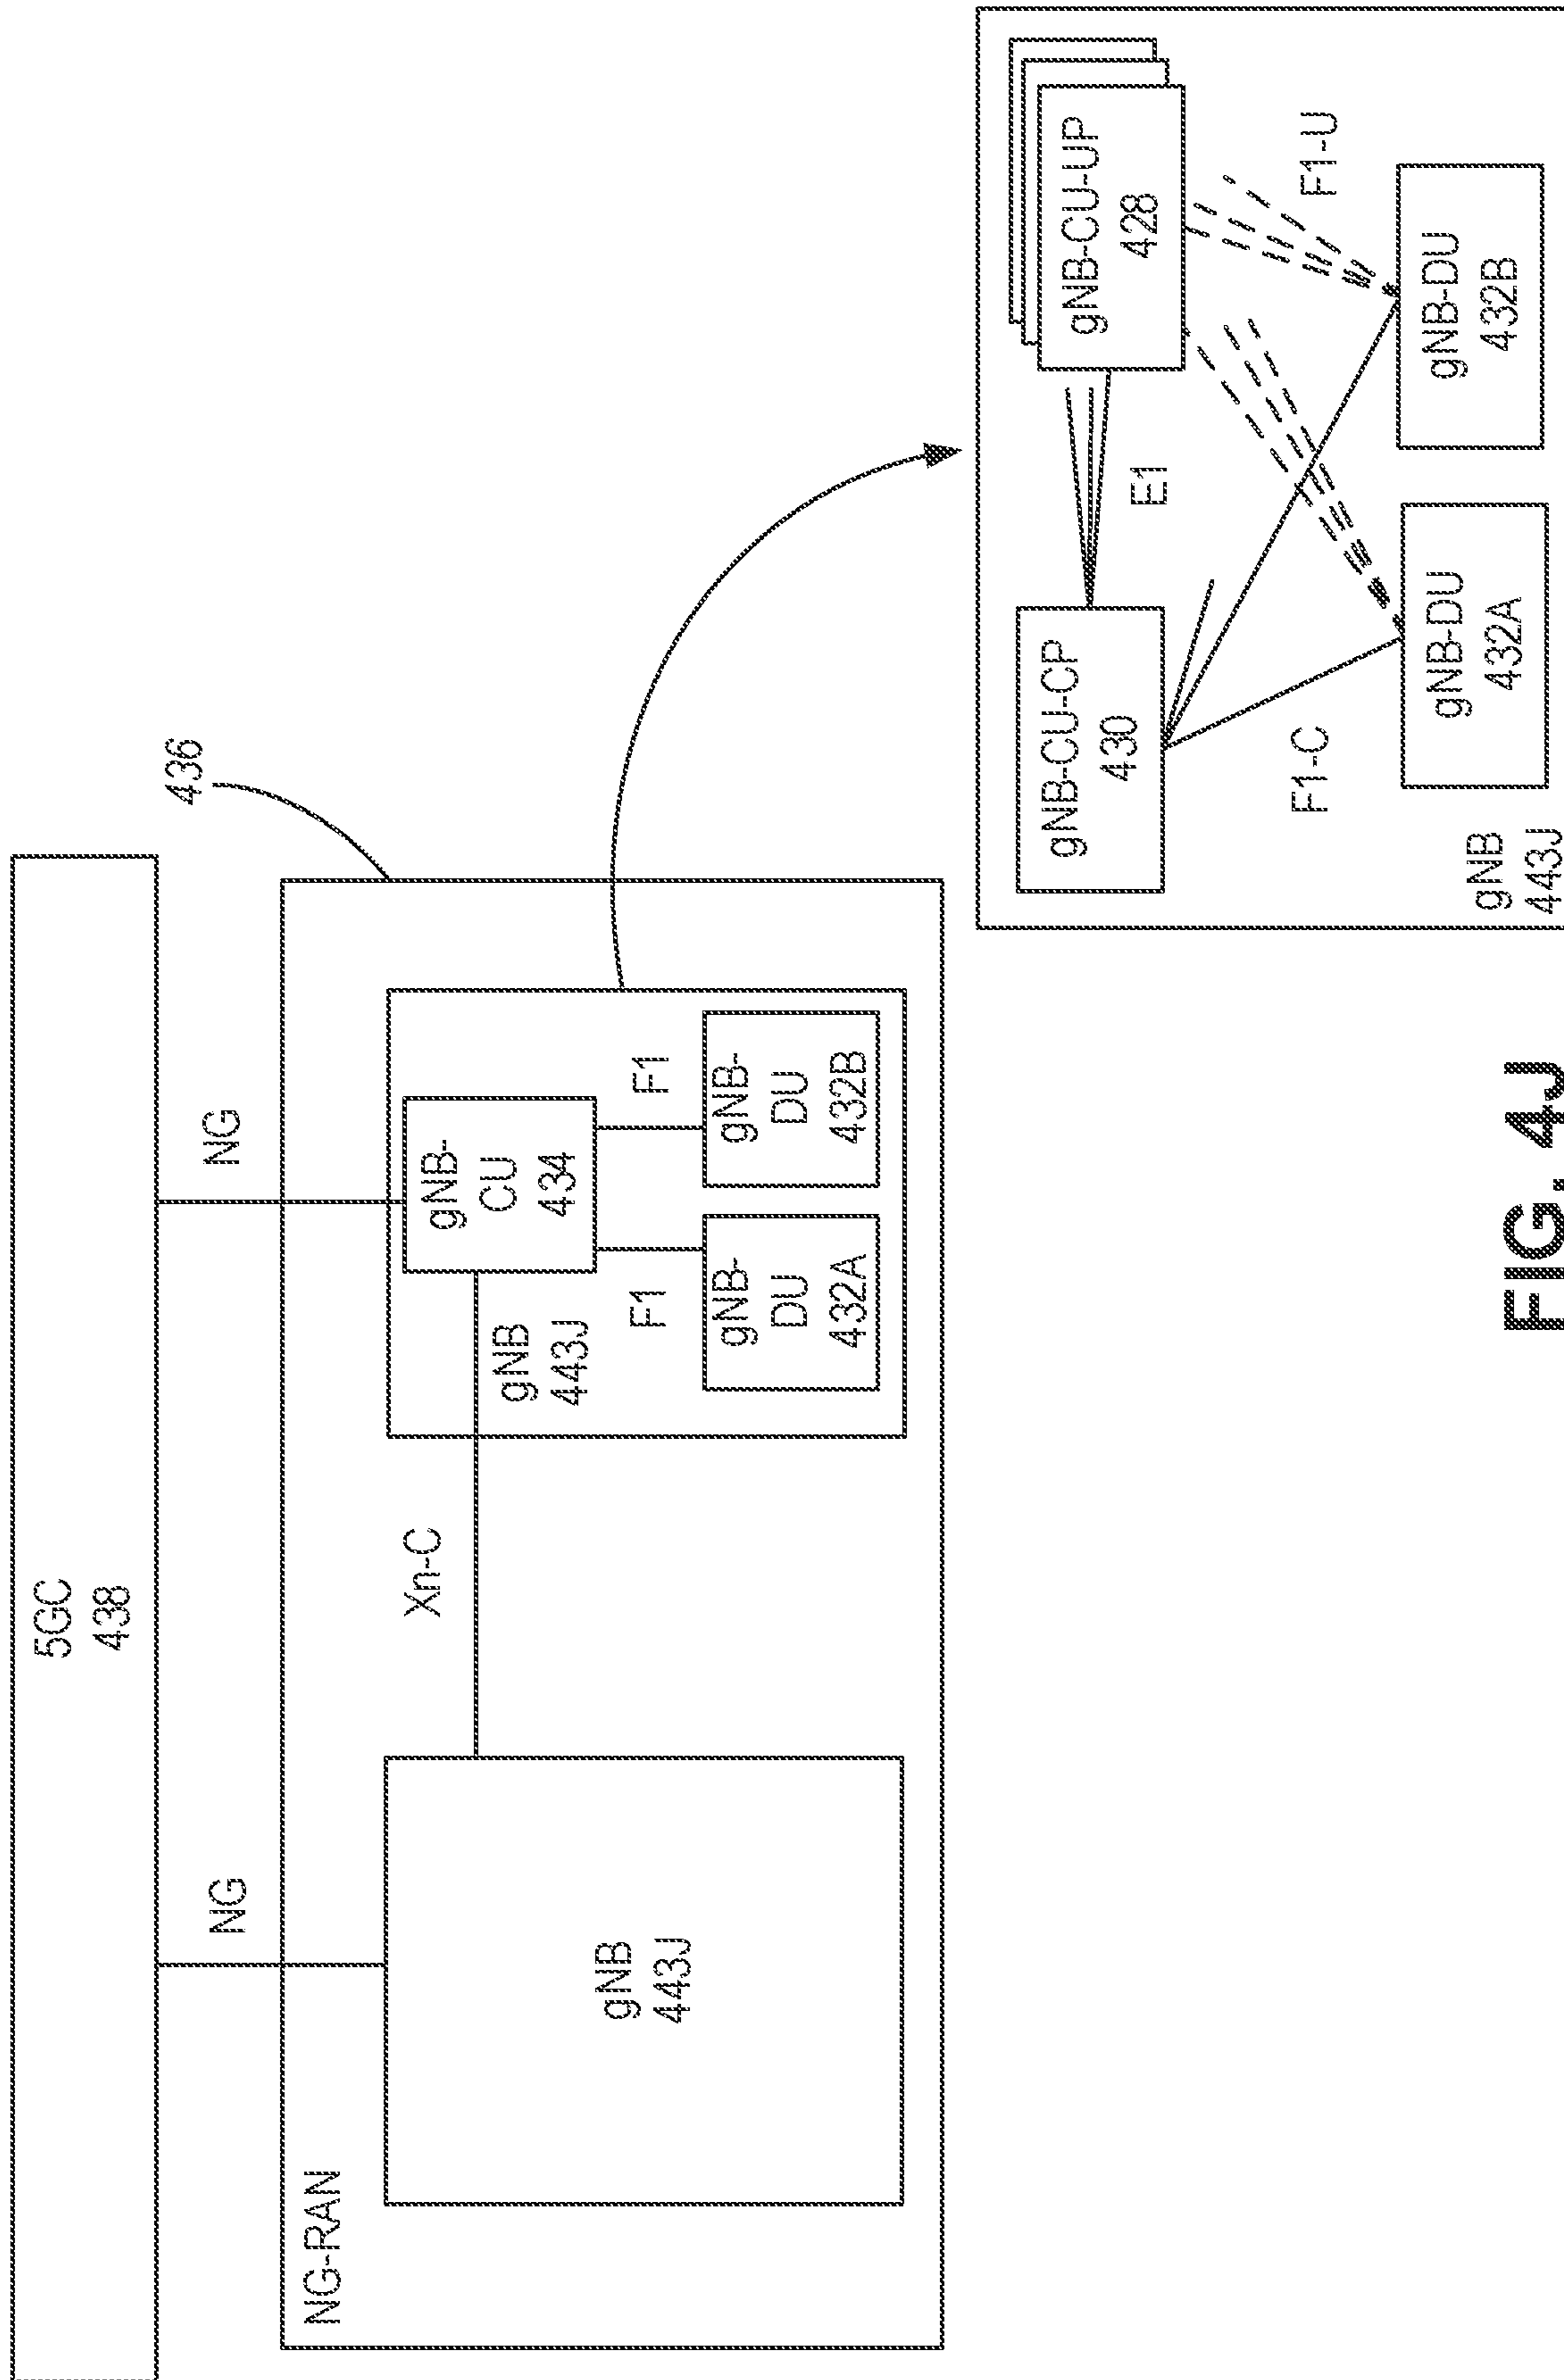 5GC
438
NG
NG
436
NG-RAN
gNB
443J
Xn-C
gNB-
CU
434
gNB
443J
F1
F1
gNB-
DU
432A
gNB-
DU
432B
gNB-CU-CP
430
E1
gNB-CU-UP
428
F1-C
F1-U
gNB-DU
432A
gNB-DU
432B
gNB
443J
FIG. 4J